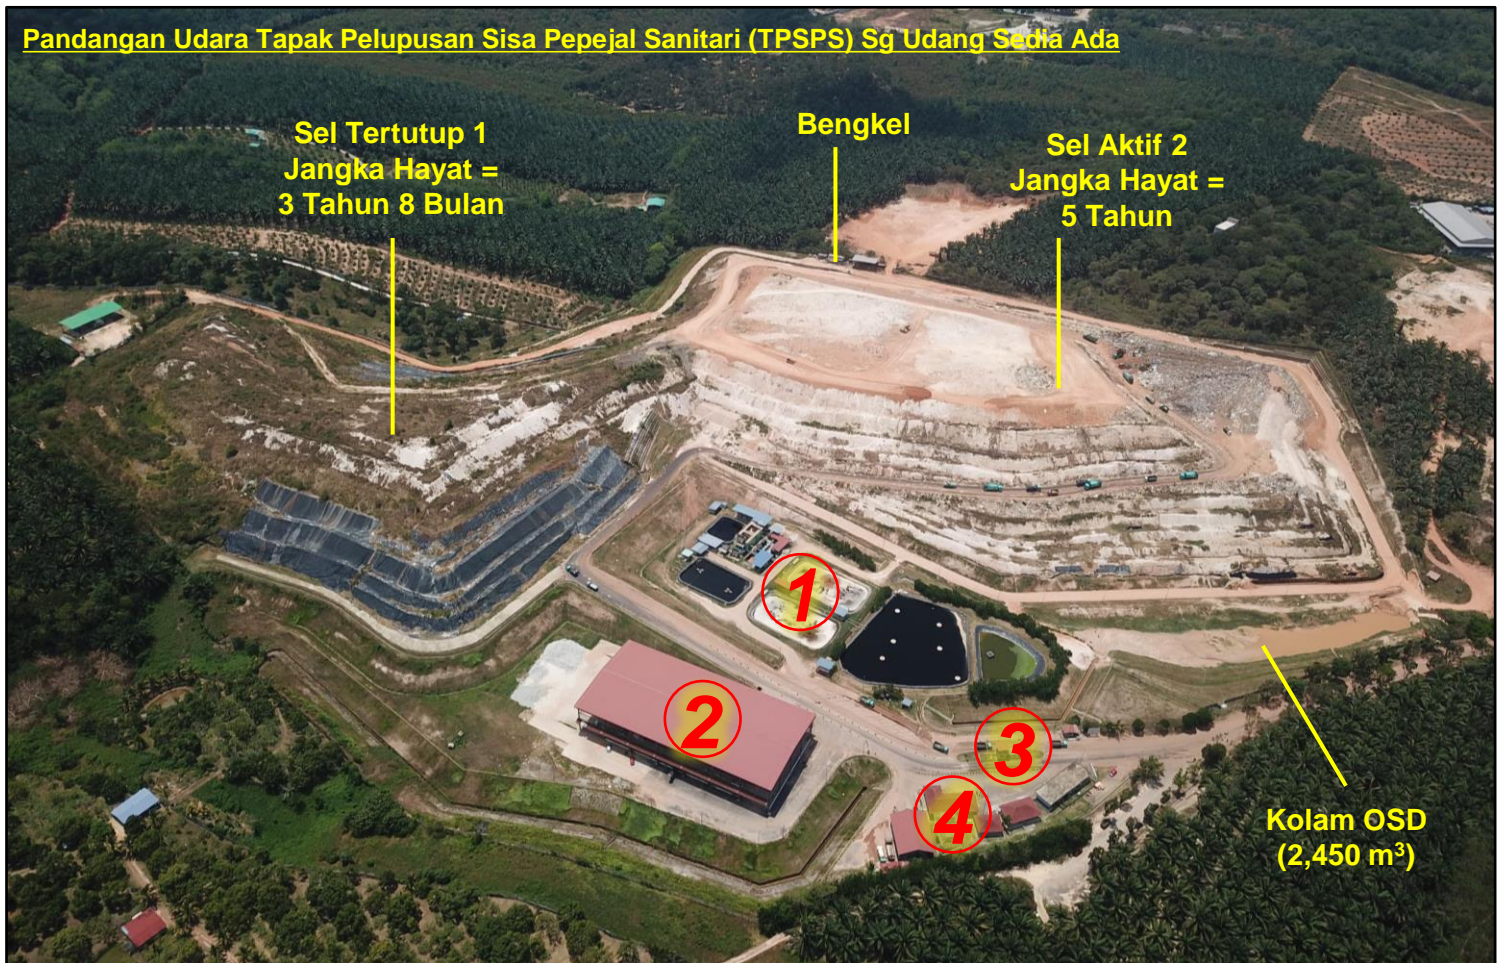 Pandangan Udara Tapak Pelupusan Sisa Pepejal Sanitari (TPSPS) Sg Udang Sedia Ada
Sel Tertutup 1
Jangka Hayat =
3 Tahun 8 Bulan
Bengkel
Sel Aktif 2
Jangka Hayat =
5 Tahun
1
2
3
4
Kolam OSD
(2,450 m³)